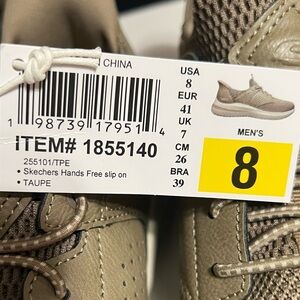 CHINA
1 98739 17951 4
ITEM# 1855140
255101/TPE
• Skechers Hands Free slip on
• TAUPE
USA
8
EUR
41
UK
7
CM
26
BRA
39
MEN'S
8